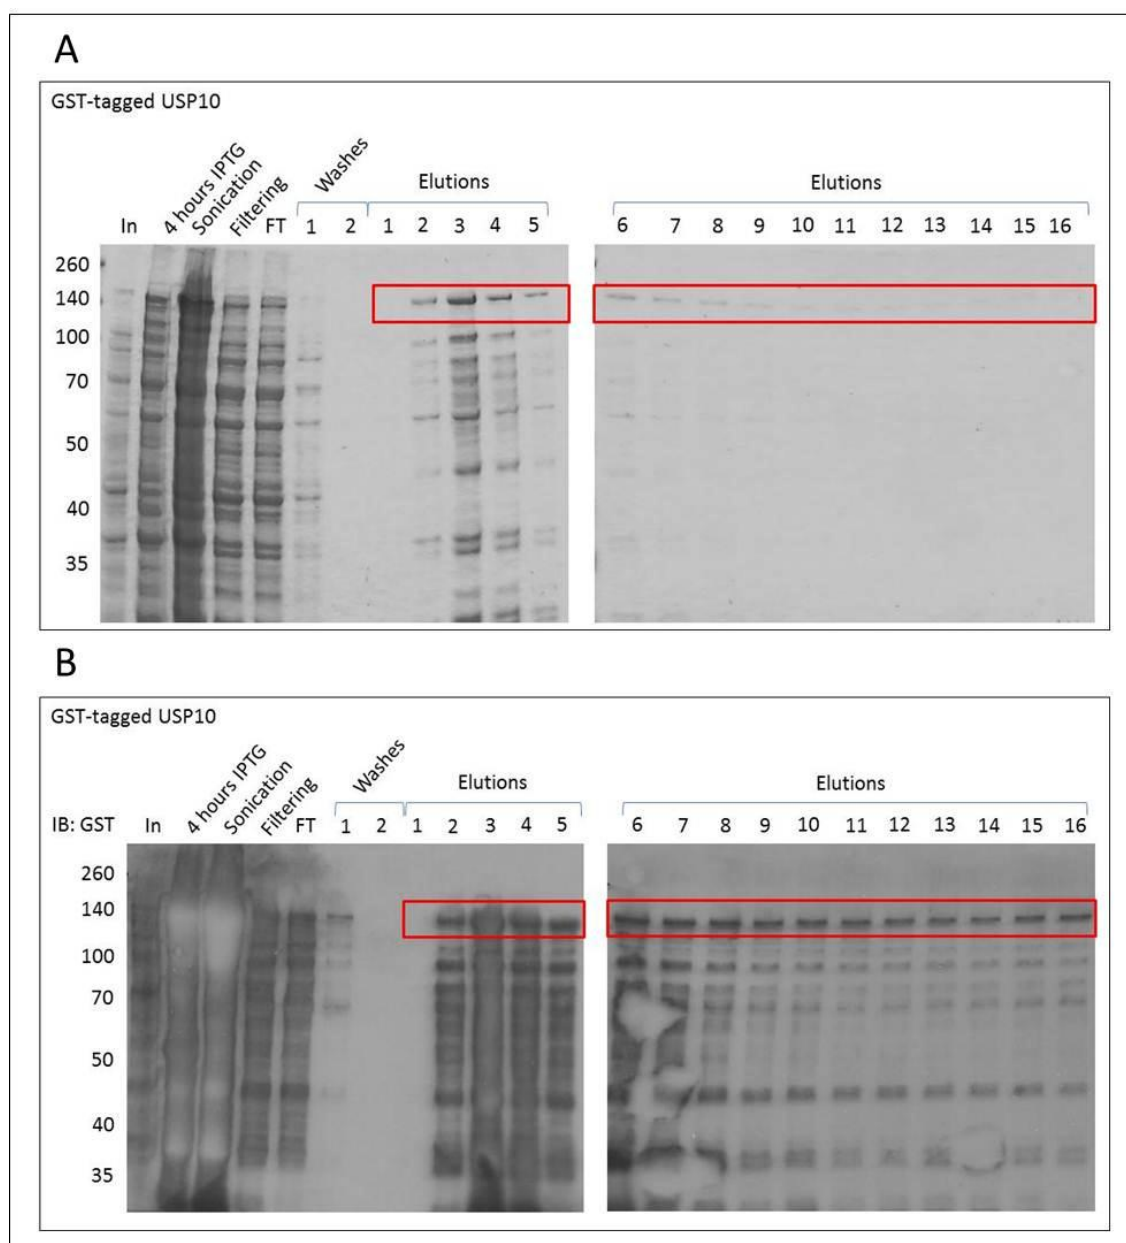 A
GST-tagged USP10
In 4 hours IPTG Sonication Filtering FT Washes Elutions Elutions
1 2 1 2 3 4 5 6 7 8 9 10 11 12 13 14 15 16
260
140
100
70
50
40
35
B
GST-tagged USP10
4 hours IPTG Sonication Filtering Washes Elutions Elutions
IB: GST In FT 1 2 1 2 3 4 5 6 7 8 9 10 11 12 13 14 15 16
260
140
100
70
50
40
35